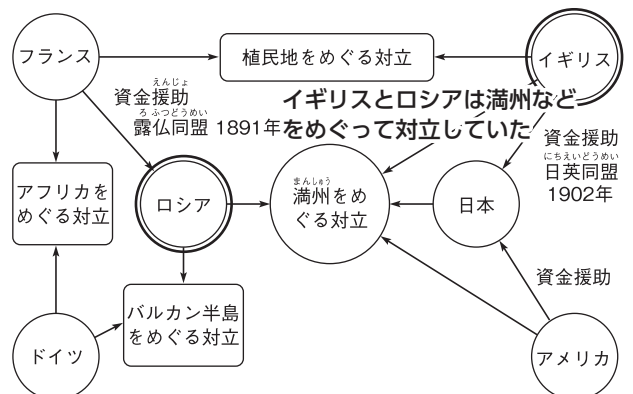 フランス
植民地をめぐる対立
イギリス
えんじょ
資金援助
ろふつどうめい
露仏同盟 1891年
イギリスとロシアは満州など
をめぐって対立していた
資金援助
にちえいどうめい
日英同盟
1902年
アフリカを
めぐる対立
ロシア
まんしゅう
満州をめ
ぐる対立
日本
資金援助
バルカン半島
をめぐる対立
ドイツ
アメリカ